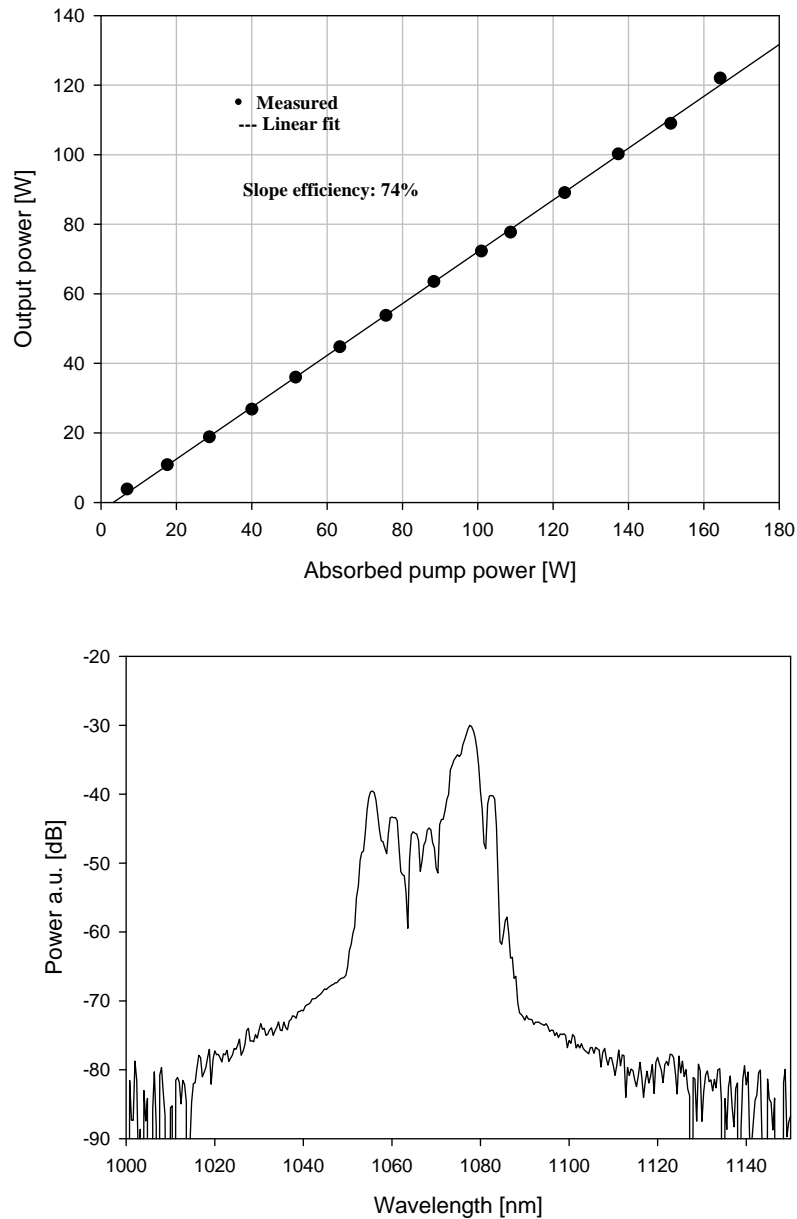 140
120
100
80
60
40
20
0
Output power [W]
● Measured
--- Linear fit
Slope efficiency: 74%
0 20 40 60 80 100 120 140 160 180
Absorbed pump power [W]
-20
-30
-40
-50
-60
-70
-80
-90
Power a.u. [dB]
1000 1020 1040 1060 1080 1100 1120 1140
Wavelength [nm]